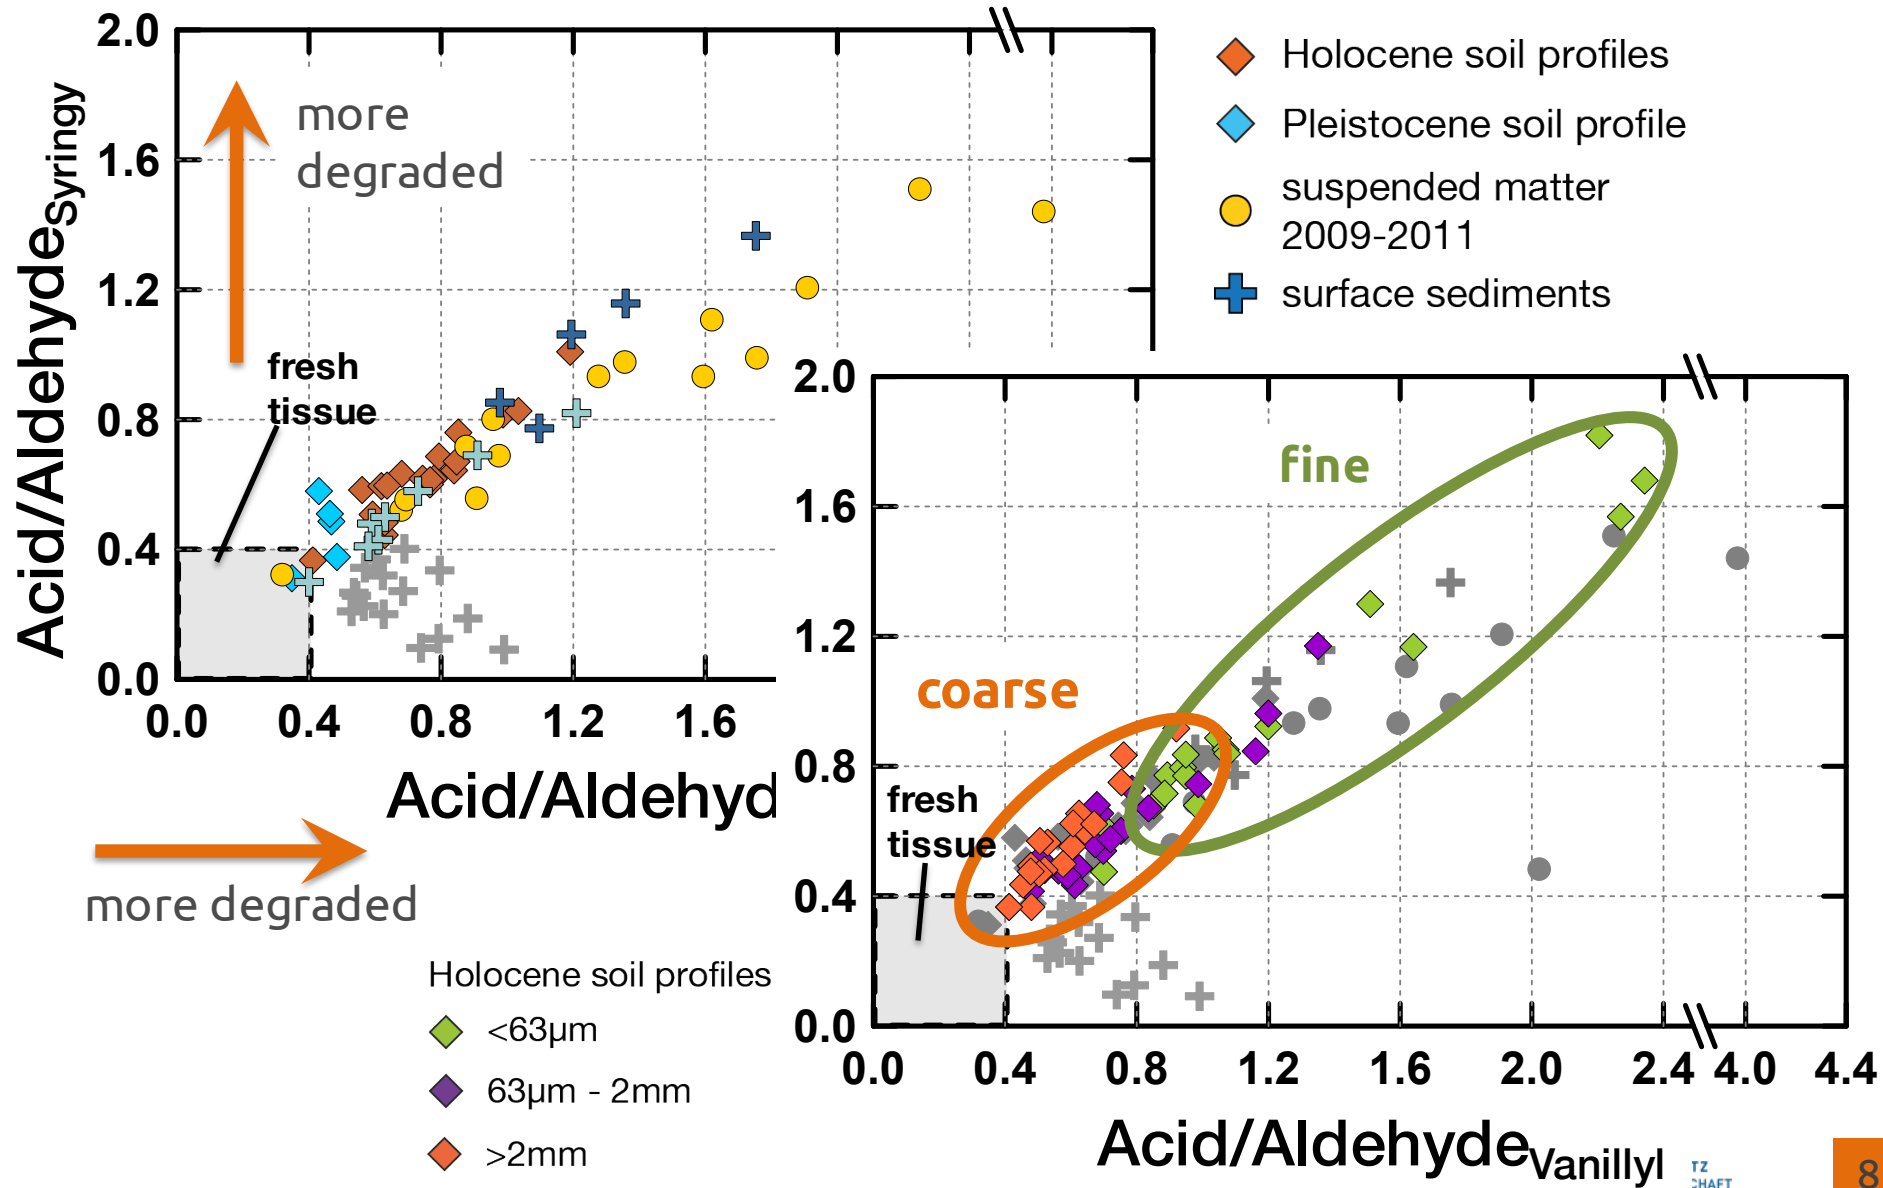 2.0
1.6
1.2
0.8
0.4
0.0
0.0 0.4 0.8 1.2 1.6
Acid/AldehydeSyringy
more
degraded
fresh
tissue
Acid/Aldehyd
more degraded
Holocene soil profiles
Pleistocene soil profile
suspended matter
2009-2011
surface sediments
2.0
1.6
1.2
0.8
0.4
0.0
0.0 0.4 0.8 1.2 1.6 2.0 2.4 4.0 4.4
fine
coarse
fresh
tissue
Acid/AldehydeVanillyl
Holocene soil profiles
<63µm
63µm - 2mm
>2mm
TZ
CHAFT
8